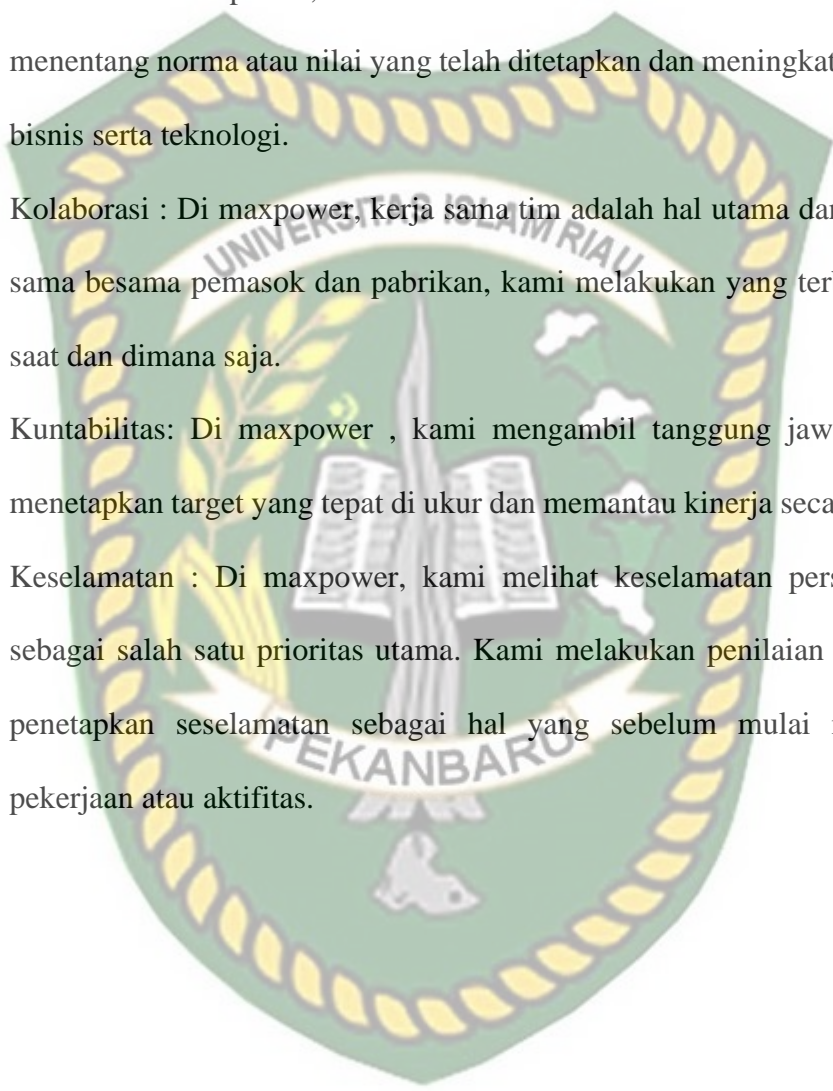 menentang norma atau nilai yang telah ditetapkan dan meningkat
bisnis serta teknologi.
Kolaborasi : Di maxpower, kerja sama tim adalah hal utama dan
UNIVERSITAS ISLAM RIAU
sama besama pemasok dan pabrikan, kami melakukan yang
saat dan dimana saja.
Kuntabilitas: Di maxpower , kami mengambil tanggung
menetapkan target yang tepat di ukur dan memantau kinerja
Keselamatan : Di maxpower, kami melihat keselamatan
sebagai salah satu prioritas utama. Kami melakukan penilaian
penetapkan seselamatan sebagai hal yang sebelum mulai
PEKANBARU
pekerjaan atau aktifitas.